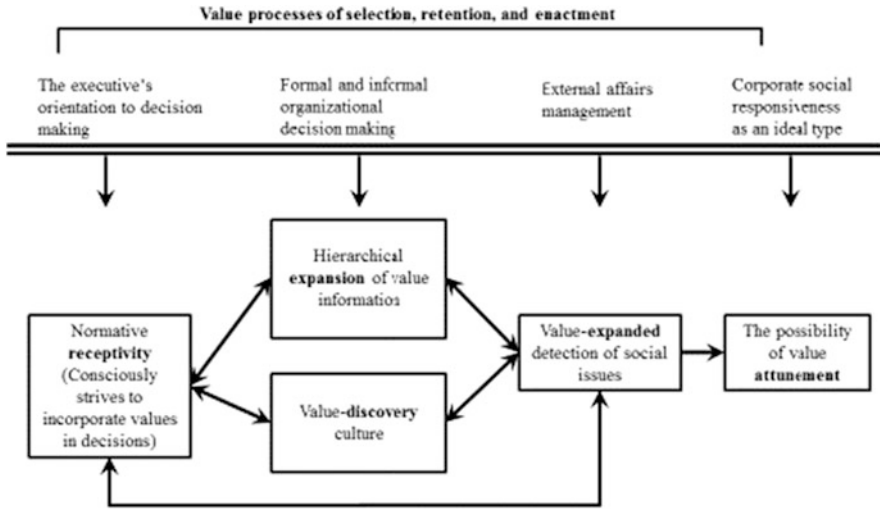 Value processes of selection, retention, and enactment
The executive's
orientation to decision
making
Formal and informal
organizational
decision making
External affairs
management
Corporate social
responsiveness
as an ideal type
Hierarchical
expansion of value
information
Normative
receptivity
(Consciously
strives to
incorporate values
in decisions)
Value-discovery
culture
Value-expanded
detection of social
issues
The possibility
of value
attunement